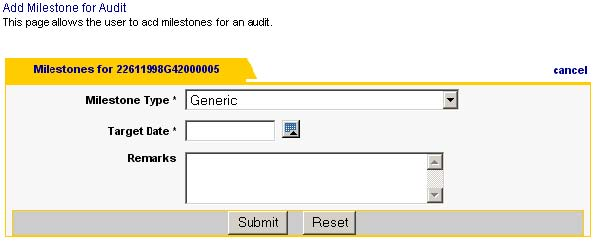 Add Milestone for Audit
This page allows the user to add milestones for an audit.
Milestones for 22611998G42000005
cancel
Milestone Type * Generic
Target Date *
Remarks
Submit Reset